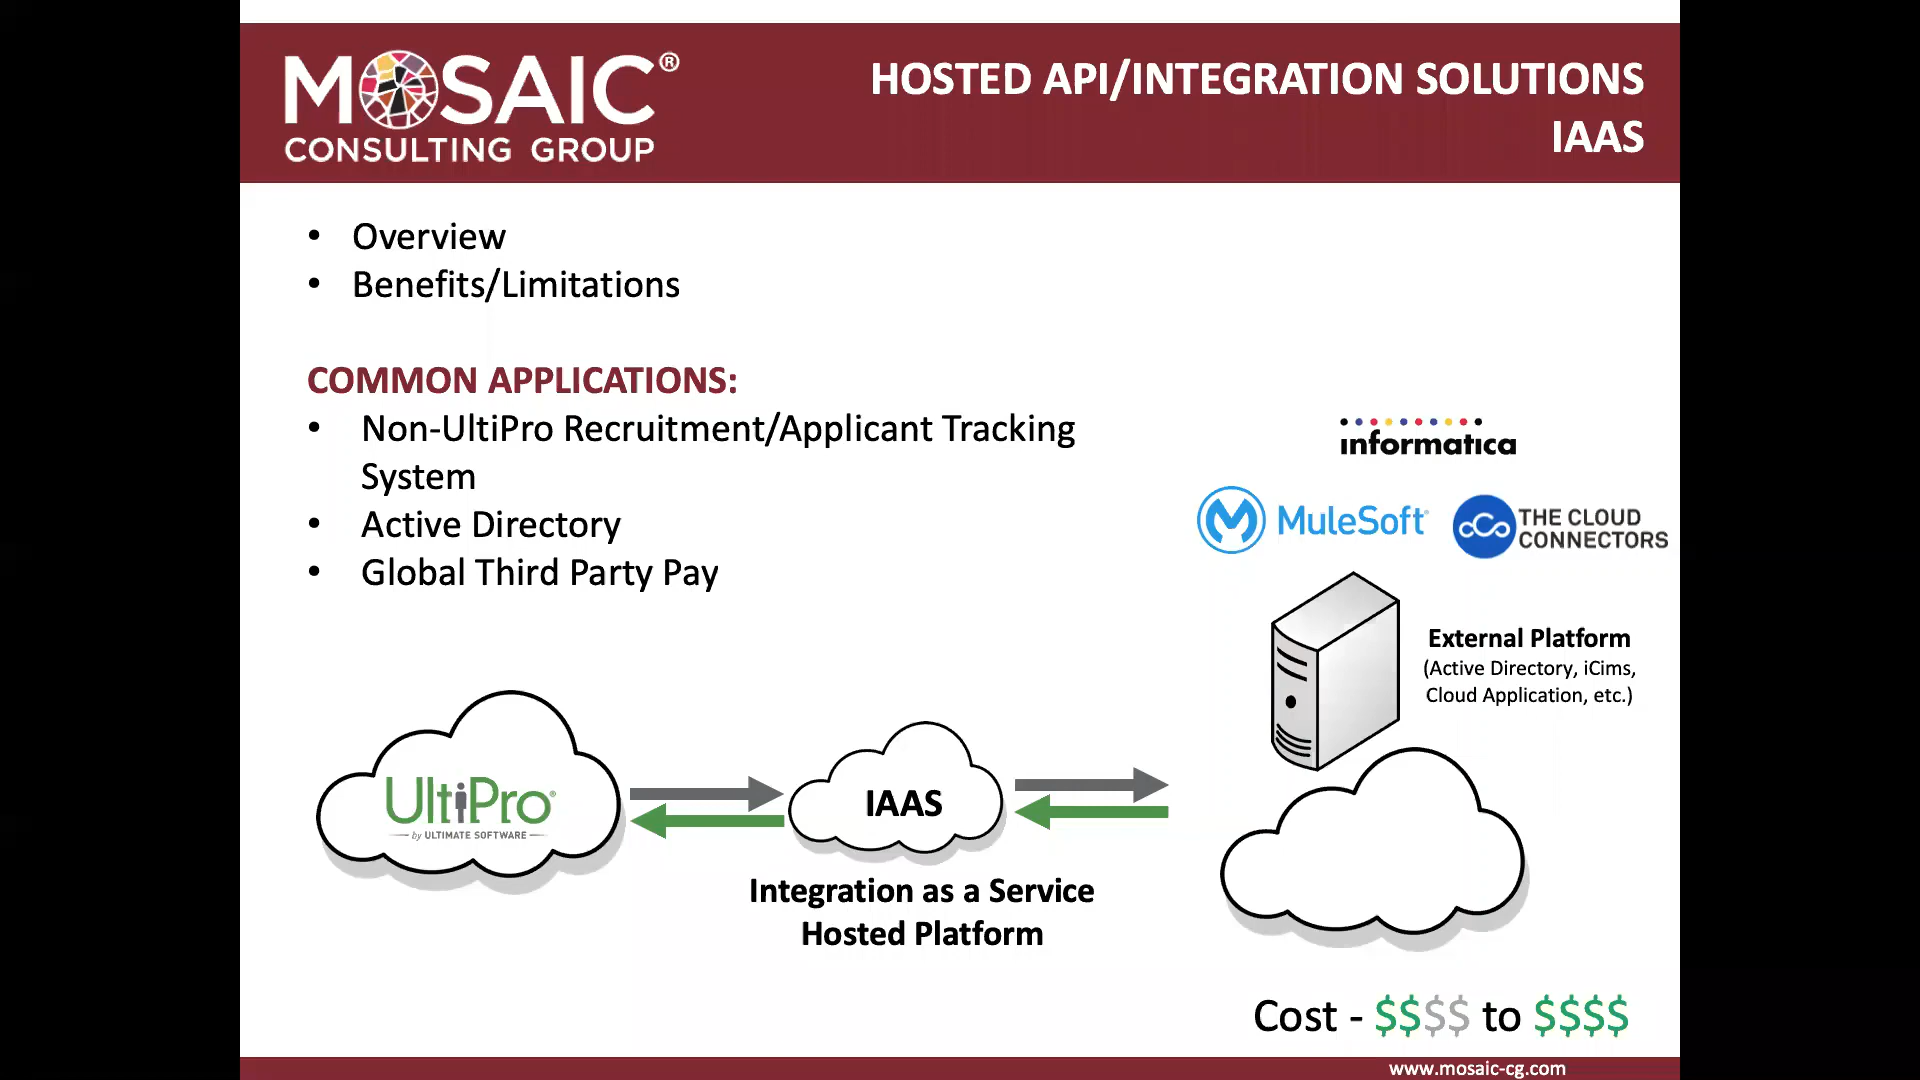 MOSAIC®
CONSULTING GROUP
HOSTED API/INTEGRATION SOLUTIONS
IAAS
• Overview
• Benefits/Limitations
COMMON APPLICATIONS:
• Non-UltiPro Recruitment/Applicant Tracking
System
• Active Directory
• Global Third Party Pay
informatica
MuleSoft
THE CLOUD
CONNECTORS
External Platform
(Active Directory, iCims,
Cloud Application, etc.)
UltiPro®
by ULTIMATE SOFTWARE
IAAS
Integration as a Service
Hosted Platform
Cost - $$$$ to $$$$
www.mosaic-cg.com